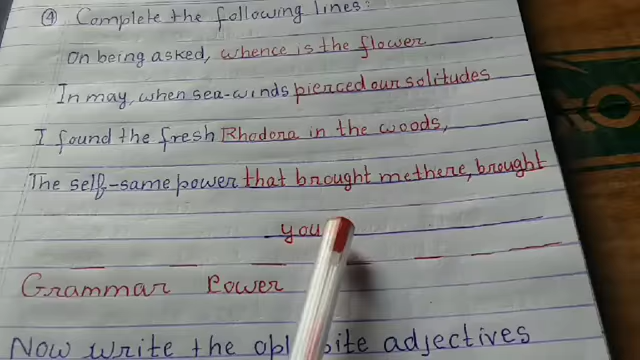 ④ Complete the following lines:
On being asked, whence is the flower
In may, when sea-winds pierced our solitudes
I found the fresh Rhodora in the woods,
The self-same power that brought me there, brought
you
Grammar Power
Now write the adjectives